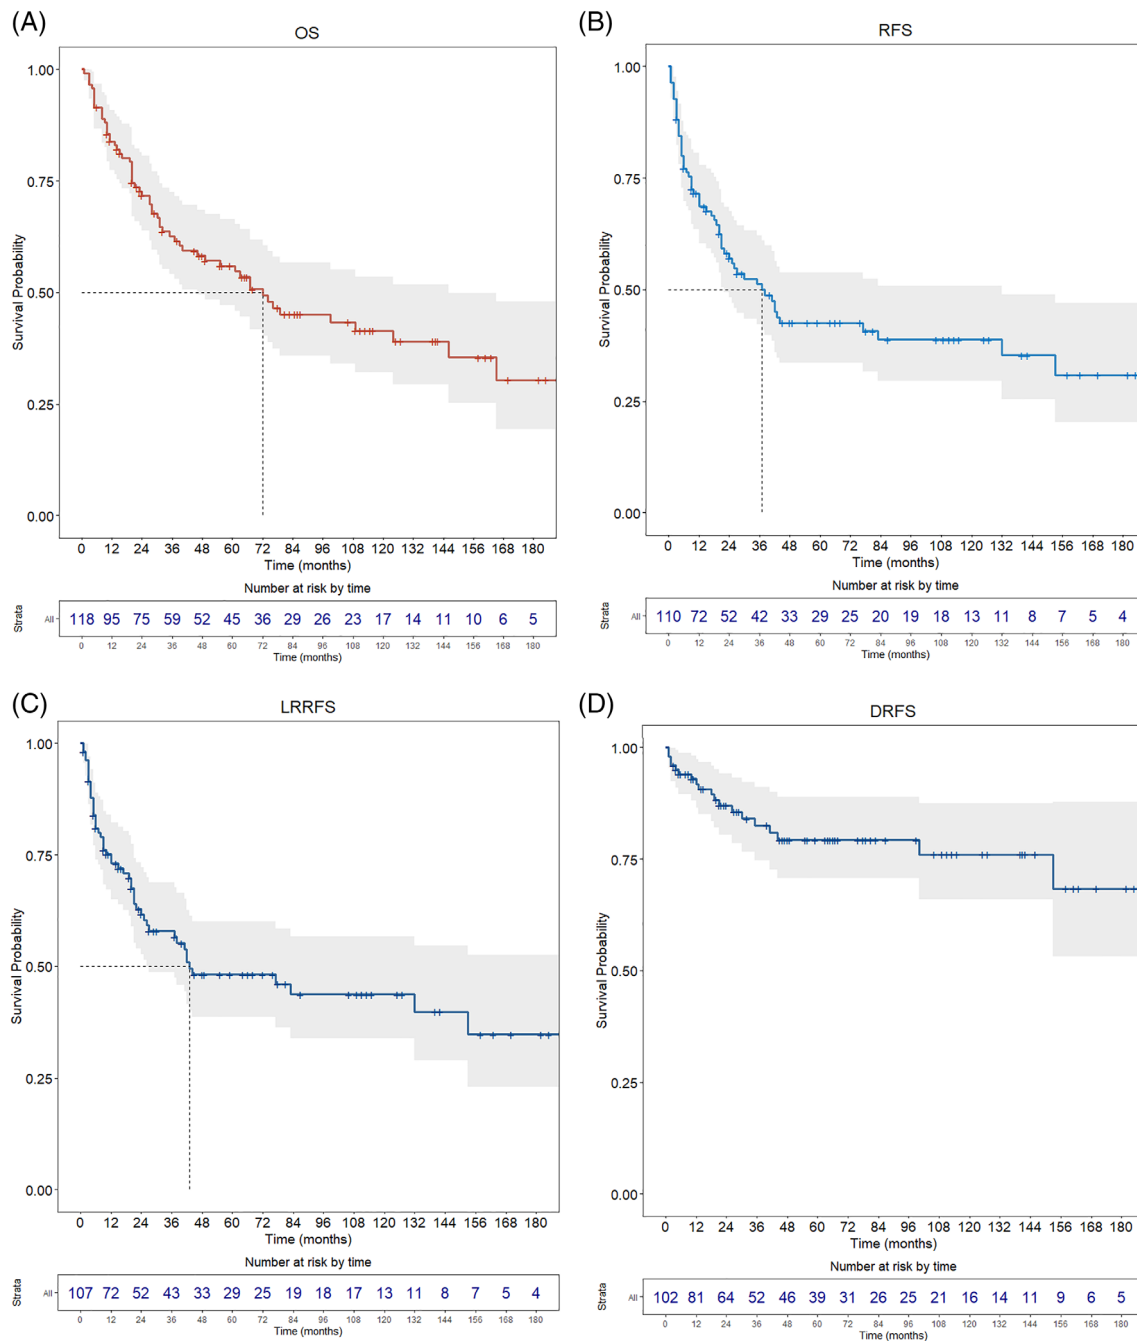 (A)
OS
1.00
0.75
0.50
0.25
0.00
Survival Probability
0 12 24 36 48 60 72 84 96 108 120 132 144 156 168 180
Time (months)
Number at risk by time
Strata
All 118 95 75 59 52 45 36 29 26 23 17 14 11 10 6 5
0 12 24 36 48 60 72 84 96 108 120 132 144 156 168 180
Time (months)
(B)
RFS
1.00
0.75
0.50
0.25
0.00
Survival Probability
0 12 24 36 48 60 72 84 96 108 120 132 144 156 168 180
Time (months)
Number at risk by time
Strata
All 110 72 52 42 33 29 25 20 19 18 13 11 8 7 5 4
0 12 24 36 48 60 72 84 96 108 120 132 144 156 168 180
Time (months)
(C)
LRRFS
1.00
0.75
0.50
0.25
0.00
Survival Probability
0 12 24 36 48 60 72 84 96 108 120 132 144 156 168 180
Time (months)
Number at risk by time
Strata
All 107 72 52 43 33 29 25 19 18 17 13 11 8 7 5 4
0 12 24 36 48 60 72 84 96 108 120 132 144 156 168 180
Time (months)
(D)
DRFS
1.00
0.75
0.50
0.25
0.00
Survival Probability
0 12 24 36 48 60 72 84 96 108 120 132 144 156 168 180
Time (months)
Number at risk by time
Strata
All 102 81 64 52 46 39 31 26 25 21 16 14 11 9 6 5
0 12 24 36 48 60 72 84 96 108 120 132 144 156 168 180
Time (months)